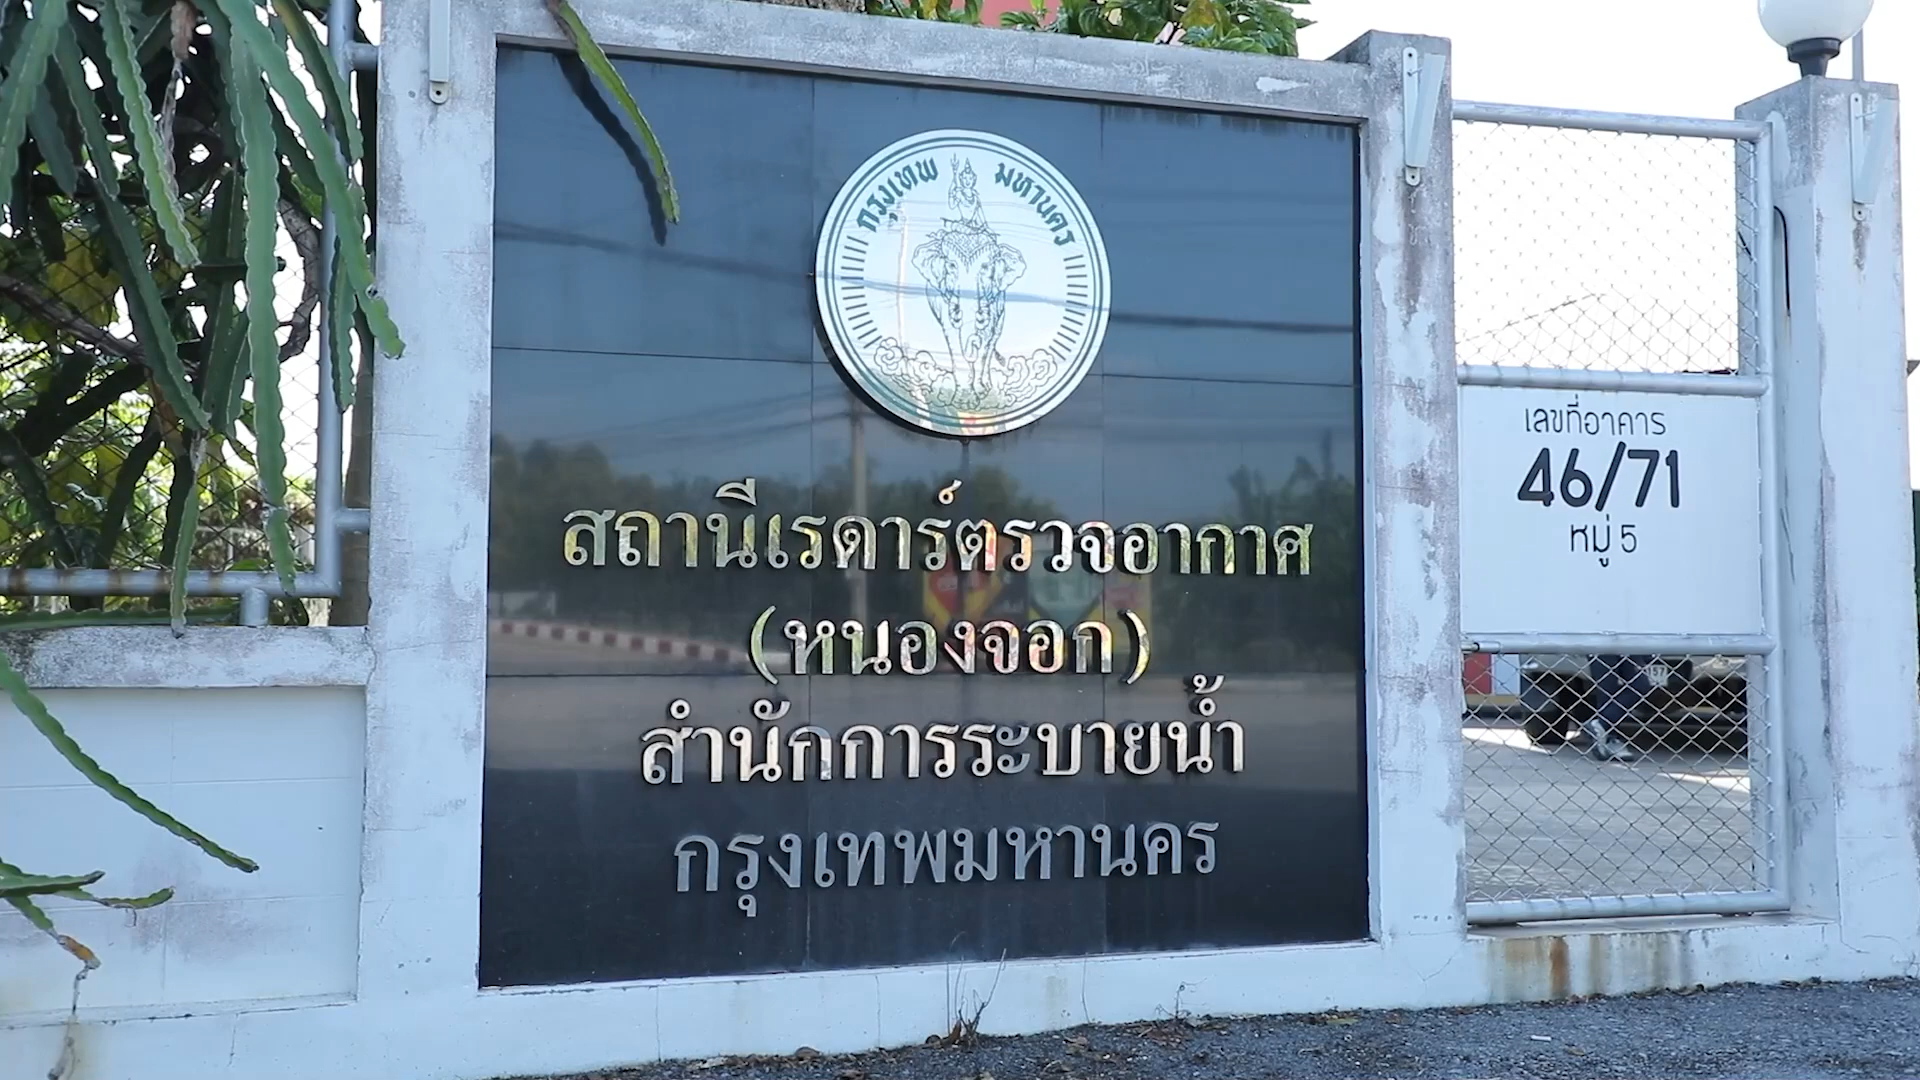 กรุงเทพ มหานคร
สถานีเรดาร์ตรวจอากาศ
(หนองจอก)
สำนักการระบายน้ำ
กรุงเทพมหานคร
เลขที่อาคาร
46/71
หมู่ 5